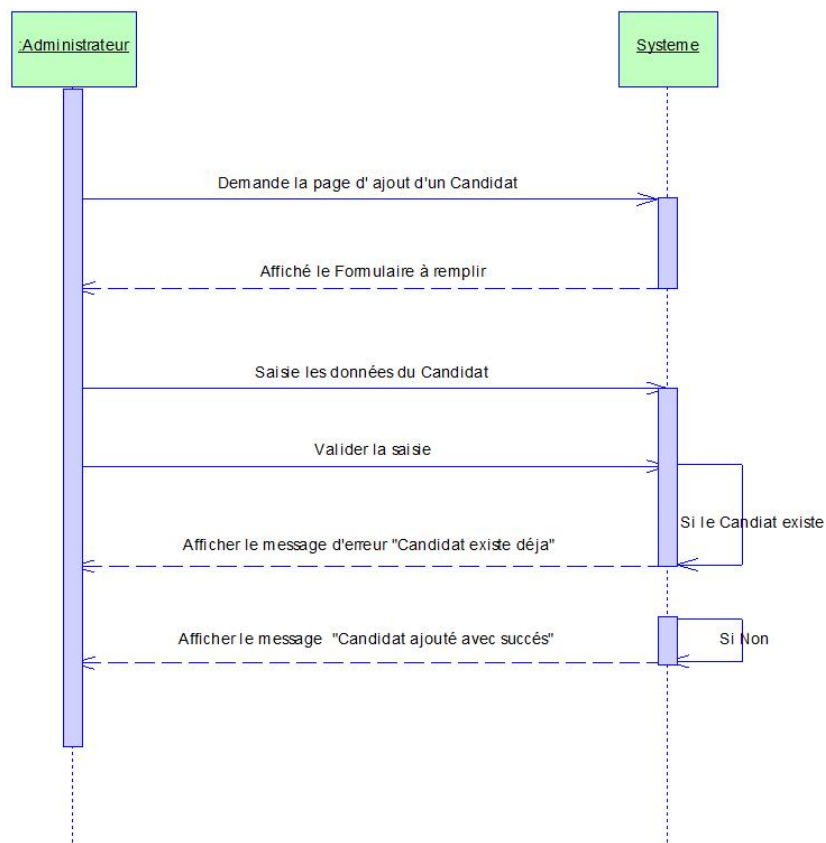 :Administrateur
Systeme
Demande la page d' ajout d'un Candidat
Affiché le Formulaire à remplir
Saisie les données du Candidat
Valider la saisie
Si le Candiat existe
Afficher le message d'erreur "Candidat existe déja"
Afficher le message "Candidat ajouté avec succés"
Si Non